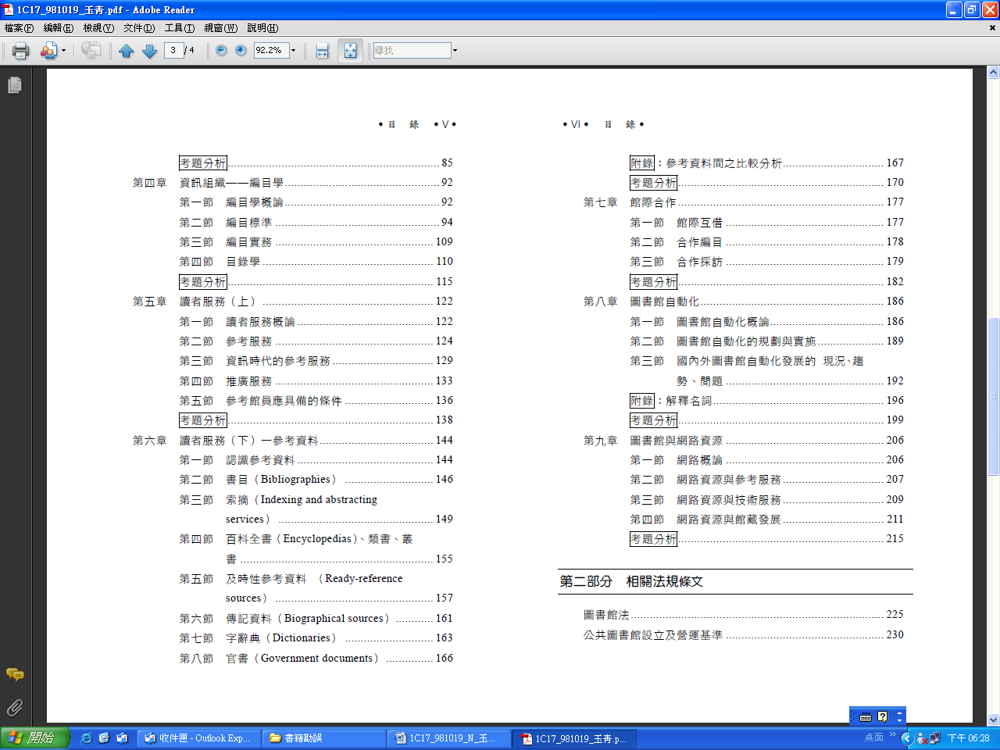 1C17_981019_玉青.pdf - Adobe Reader
檔案(F) 編輯(E) 檢視(V) 文件(D) 工具(T) 視窗(W) 說明(H)
3 / 4 92.2% 尋找
•目 錄 •V•
考題分析 85
第四章 資訊組織——編目學 92
第一節 編目學概論 92
第二節 編目標準 94
第三節 編目實務 109
第四節 目錄學 110
考題分析 115
第五章 讀者服務（上） 122
第一節 讀者服務概論 122
第二節 參考服務 124
第三節 資訊時代的參考服務 129
第四節 推廣服務 133
第五節 參考館員應具備的條件 136
考題分析 138
第六章 讀者服務（下）—參考資料 144
第一節 認識參考資料 144
第二節 書目（Bibliographies） 146
第三節 索摘（Indexing and abstracting
services） 149
第四節 百科全書（Encyclopedias）、類書、叢
書 155
第五節 及時性參考資料 （Ready-reference
sources） 157
第六節 傳記資料（Biographical sources） 161
第七節 字辭典（Dictionaries） 163
第八節 官書（Government documents） 166
•VI• 目 錄•
附錄：參考資料間之比較分析 167
考題分析 170
第七章 館際合作 177
第一節 館際互借 177
第二節 合作編目 178
第三節 合作採訪 179
考題分析 182
第八章 圖書館自動化 186
第一節 圖書館自動化概論 186
第二節 圖書館自動化的規劃與實施 189
第三節 國內外圖書館自動化發展的 現況、趨
勢、問題 192
附錄：解釋名詞 196
考題分析 199
第九章 圖書館與網路資源 206
第一節 網路概論 206
第二節 網路資源與參考服務 207
第三節 網路資源與技術服務 209
第四節 網路資源與館藏發展 211
考題分析 215
第二部分 相關法規條文
圖書館法 225
公共圖書館設立及營運基準 230
開始 收件匣 - Outlook Exp... 書籍勘誤 1C17_981019_N_玉... 1C17_981019_玉青.p... 桌面 » 下午 06:28